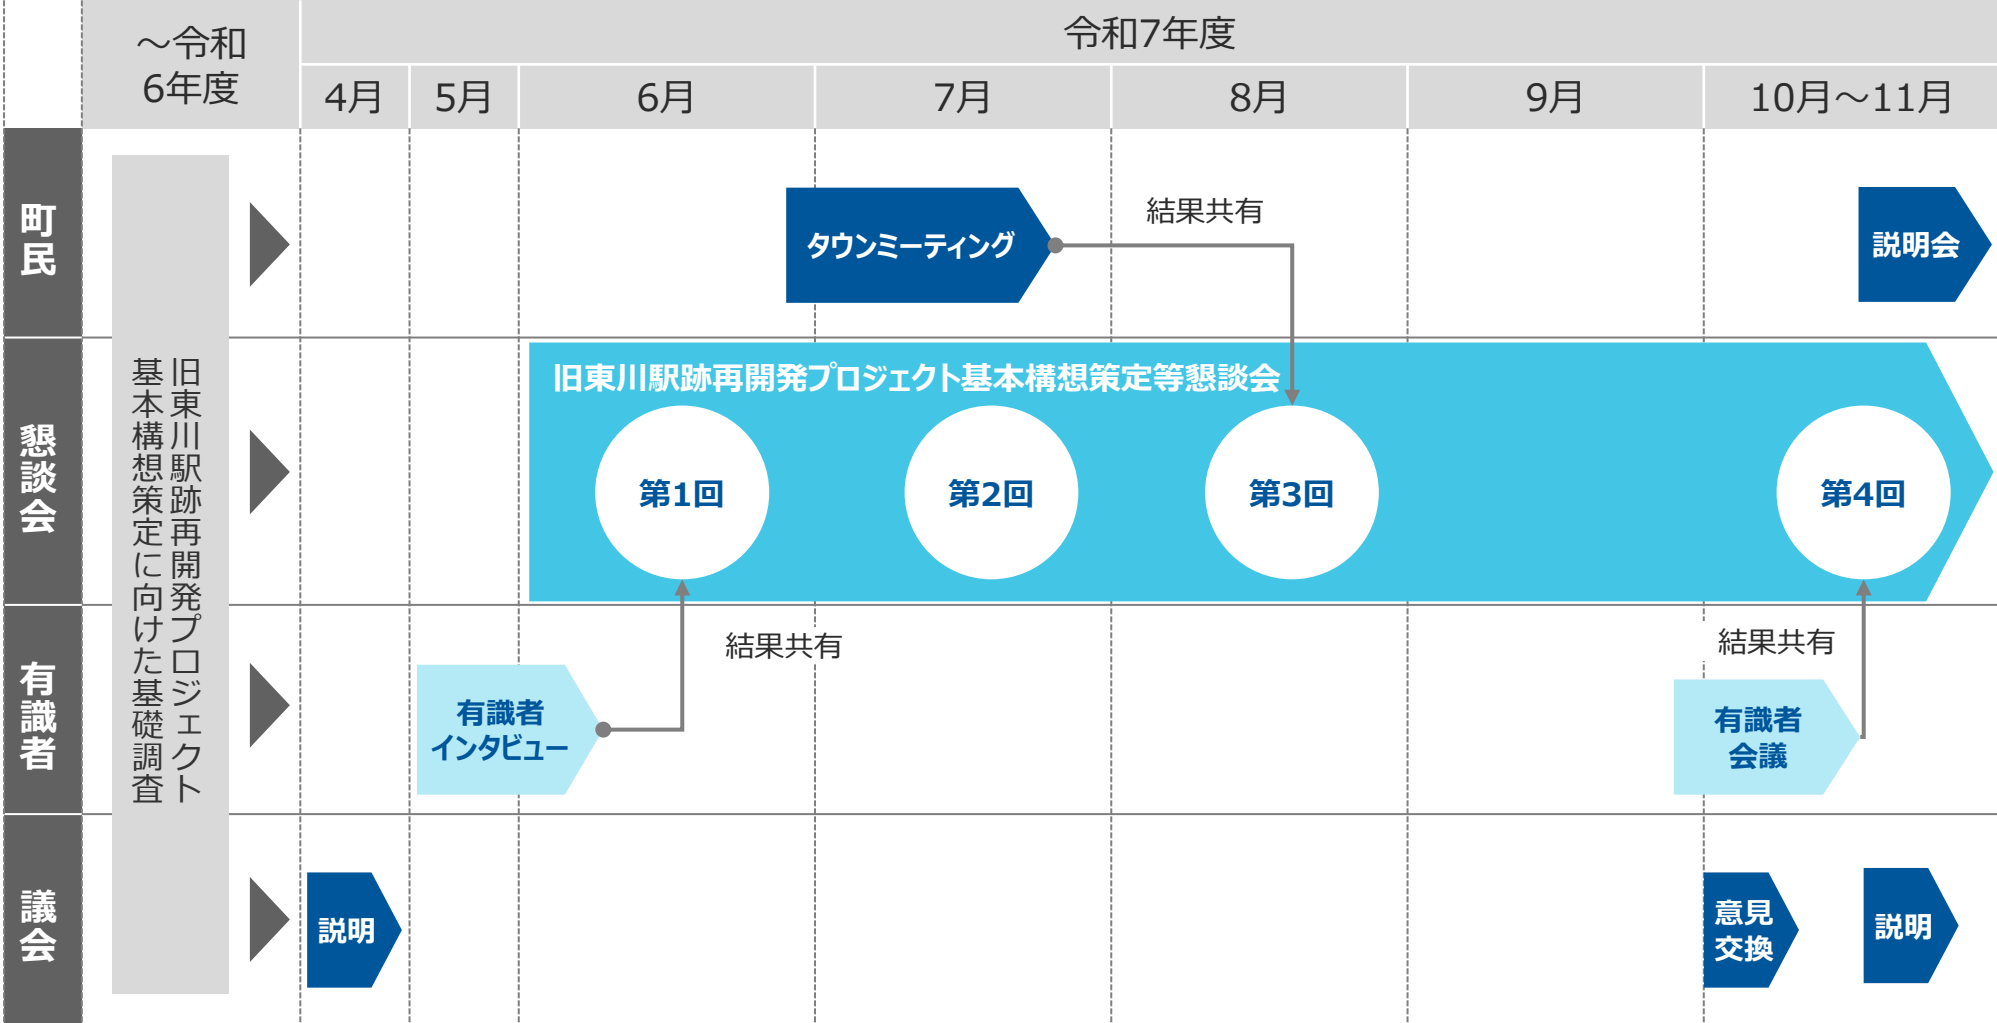 ～令和
6年度
令和7年度
4月
5月
6月
7月
8月
9月
10月～11月
旧東川駅跡再開発プロジェクト
基本構想策定に向けた基礎調査
町民
タウンミーティング
結果共有
説明会
懇談会
旧東川駅跡再開発プロジェクト基本構想策定等懇談会
第1回
第2回
第3回
第4回
有識者
有識者
インタビュー
結果共有
有識者
会議
結果共有
議会
説明
意見
交換
説明